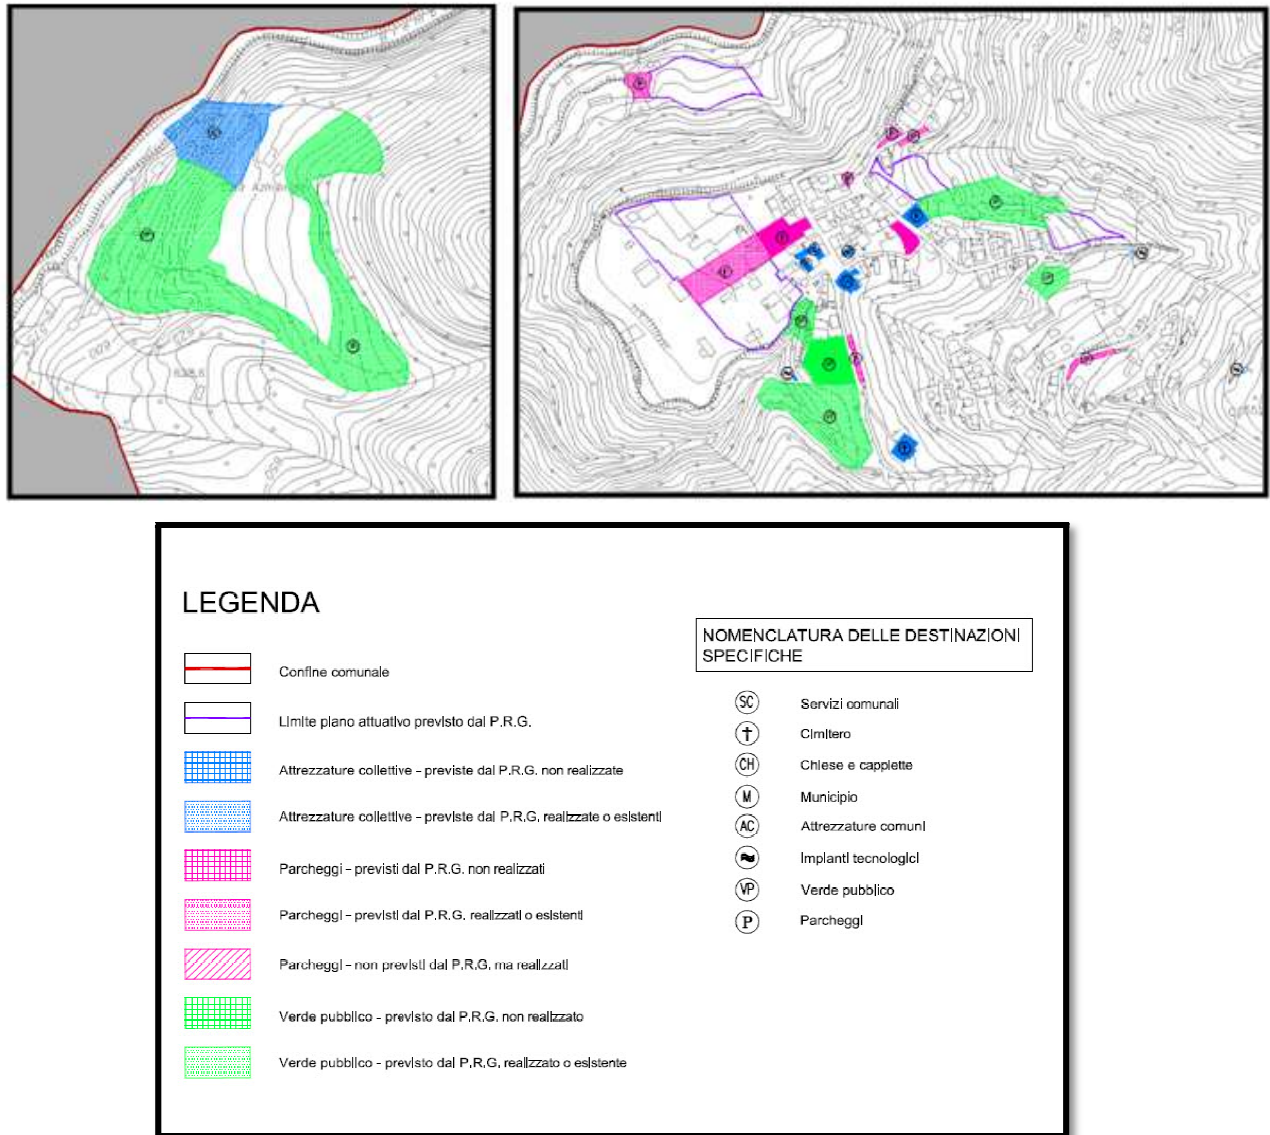 LEGENDA
Confine comunale
Limite piano attuativo previsto dal P.R.G.
Attrezzature collettive - previste dal P.R.G. non realizzate
Attrezzature collettive - previste dal P.R.G. realizzate o esistenti
Parcheggi - previsti dal P.R.G. non realizzati
Parcheggi - previsti dal P.R.G. realizzati o esistenti
Parcheggi - non previsti dal P.R.G. ma realizzati
Verde pubblico - previsto dal P.R.G. non realizzato
Verde pubblico - previsto dal P.R.G. realizzato o esistente
NOMENCLATURA DELLE DESTINAZIONI
SPECIFICHE
SC Servizi comunali
Cimitero
CH Chiese e capplette
M Municipio
AC Attrezzature comuni
Impianti tecnologici
VP Verde pubblico
P Parcheggi